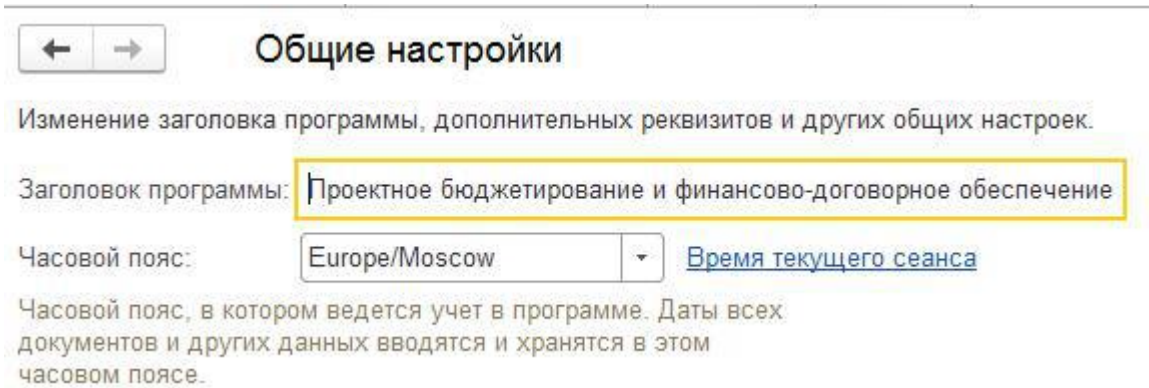 Общие настройки
Изменение заголовка программы, дополнительных реквизитов и других общих настроек.
Заголовок программы: Проектное бюджетирование и финансово-договорное обеспечение
Часовой пояс: Europe/Moscow Время текущего сеанса
Часовой пояс, в котором ведется учет в программе. Даты всех
документов и других данных вводятся и хранятся в этом
часовом поясе.